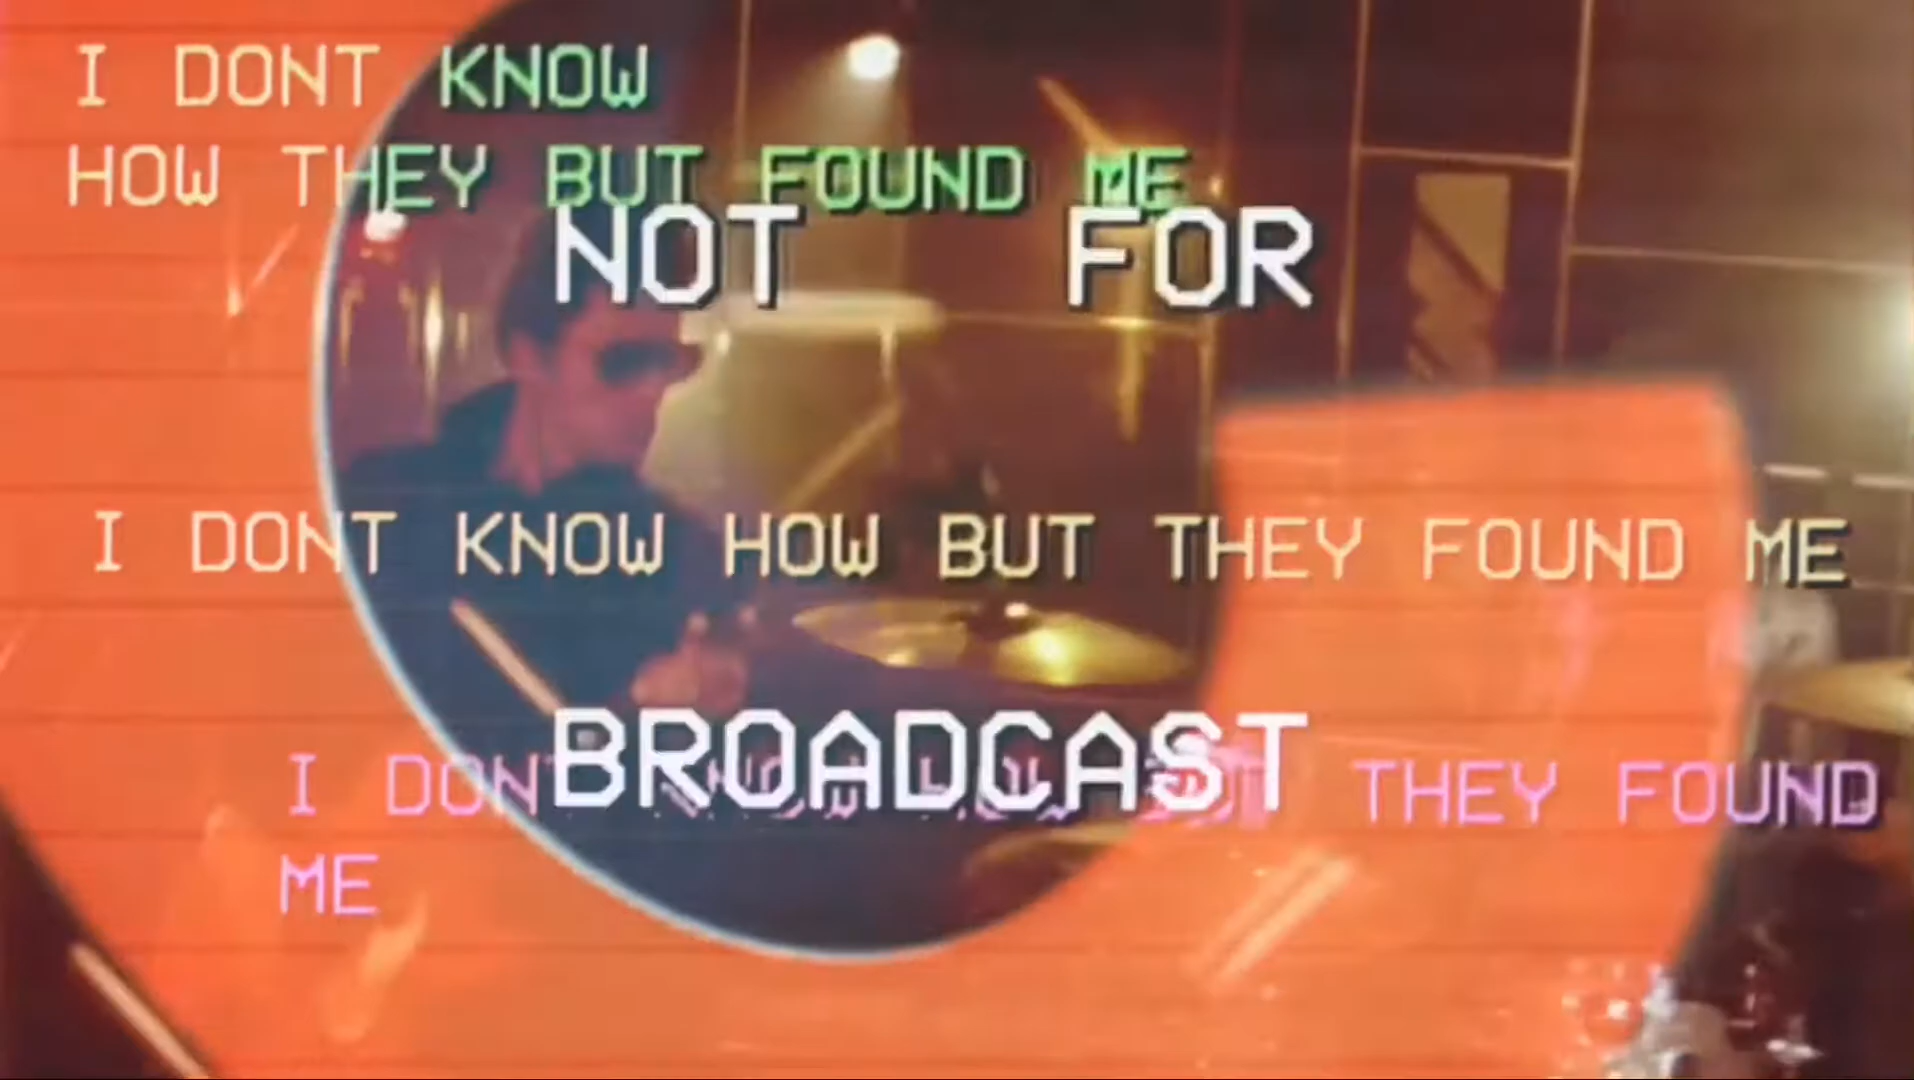 I DONT KNOW
HOW THEY BUT FOUND ME
NOT FOR
I DONT KNOW HOW BUT THEY FOUND ME
BROADCAST
I DONT THEY FOUND
ME